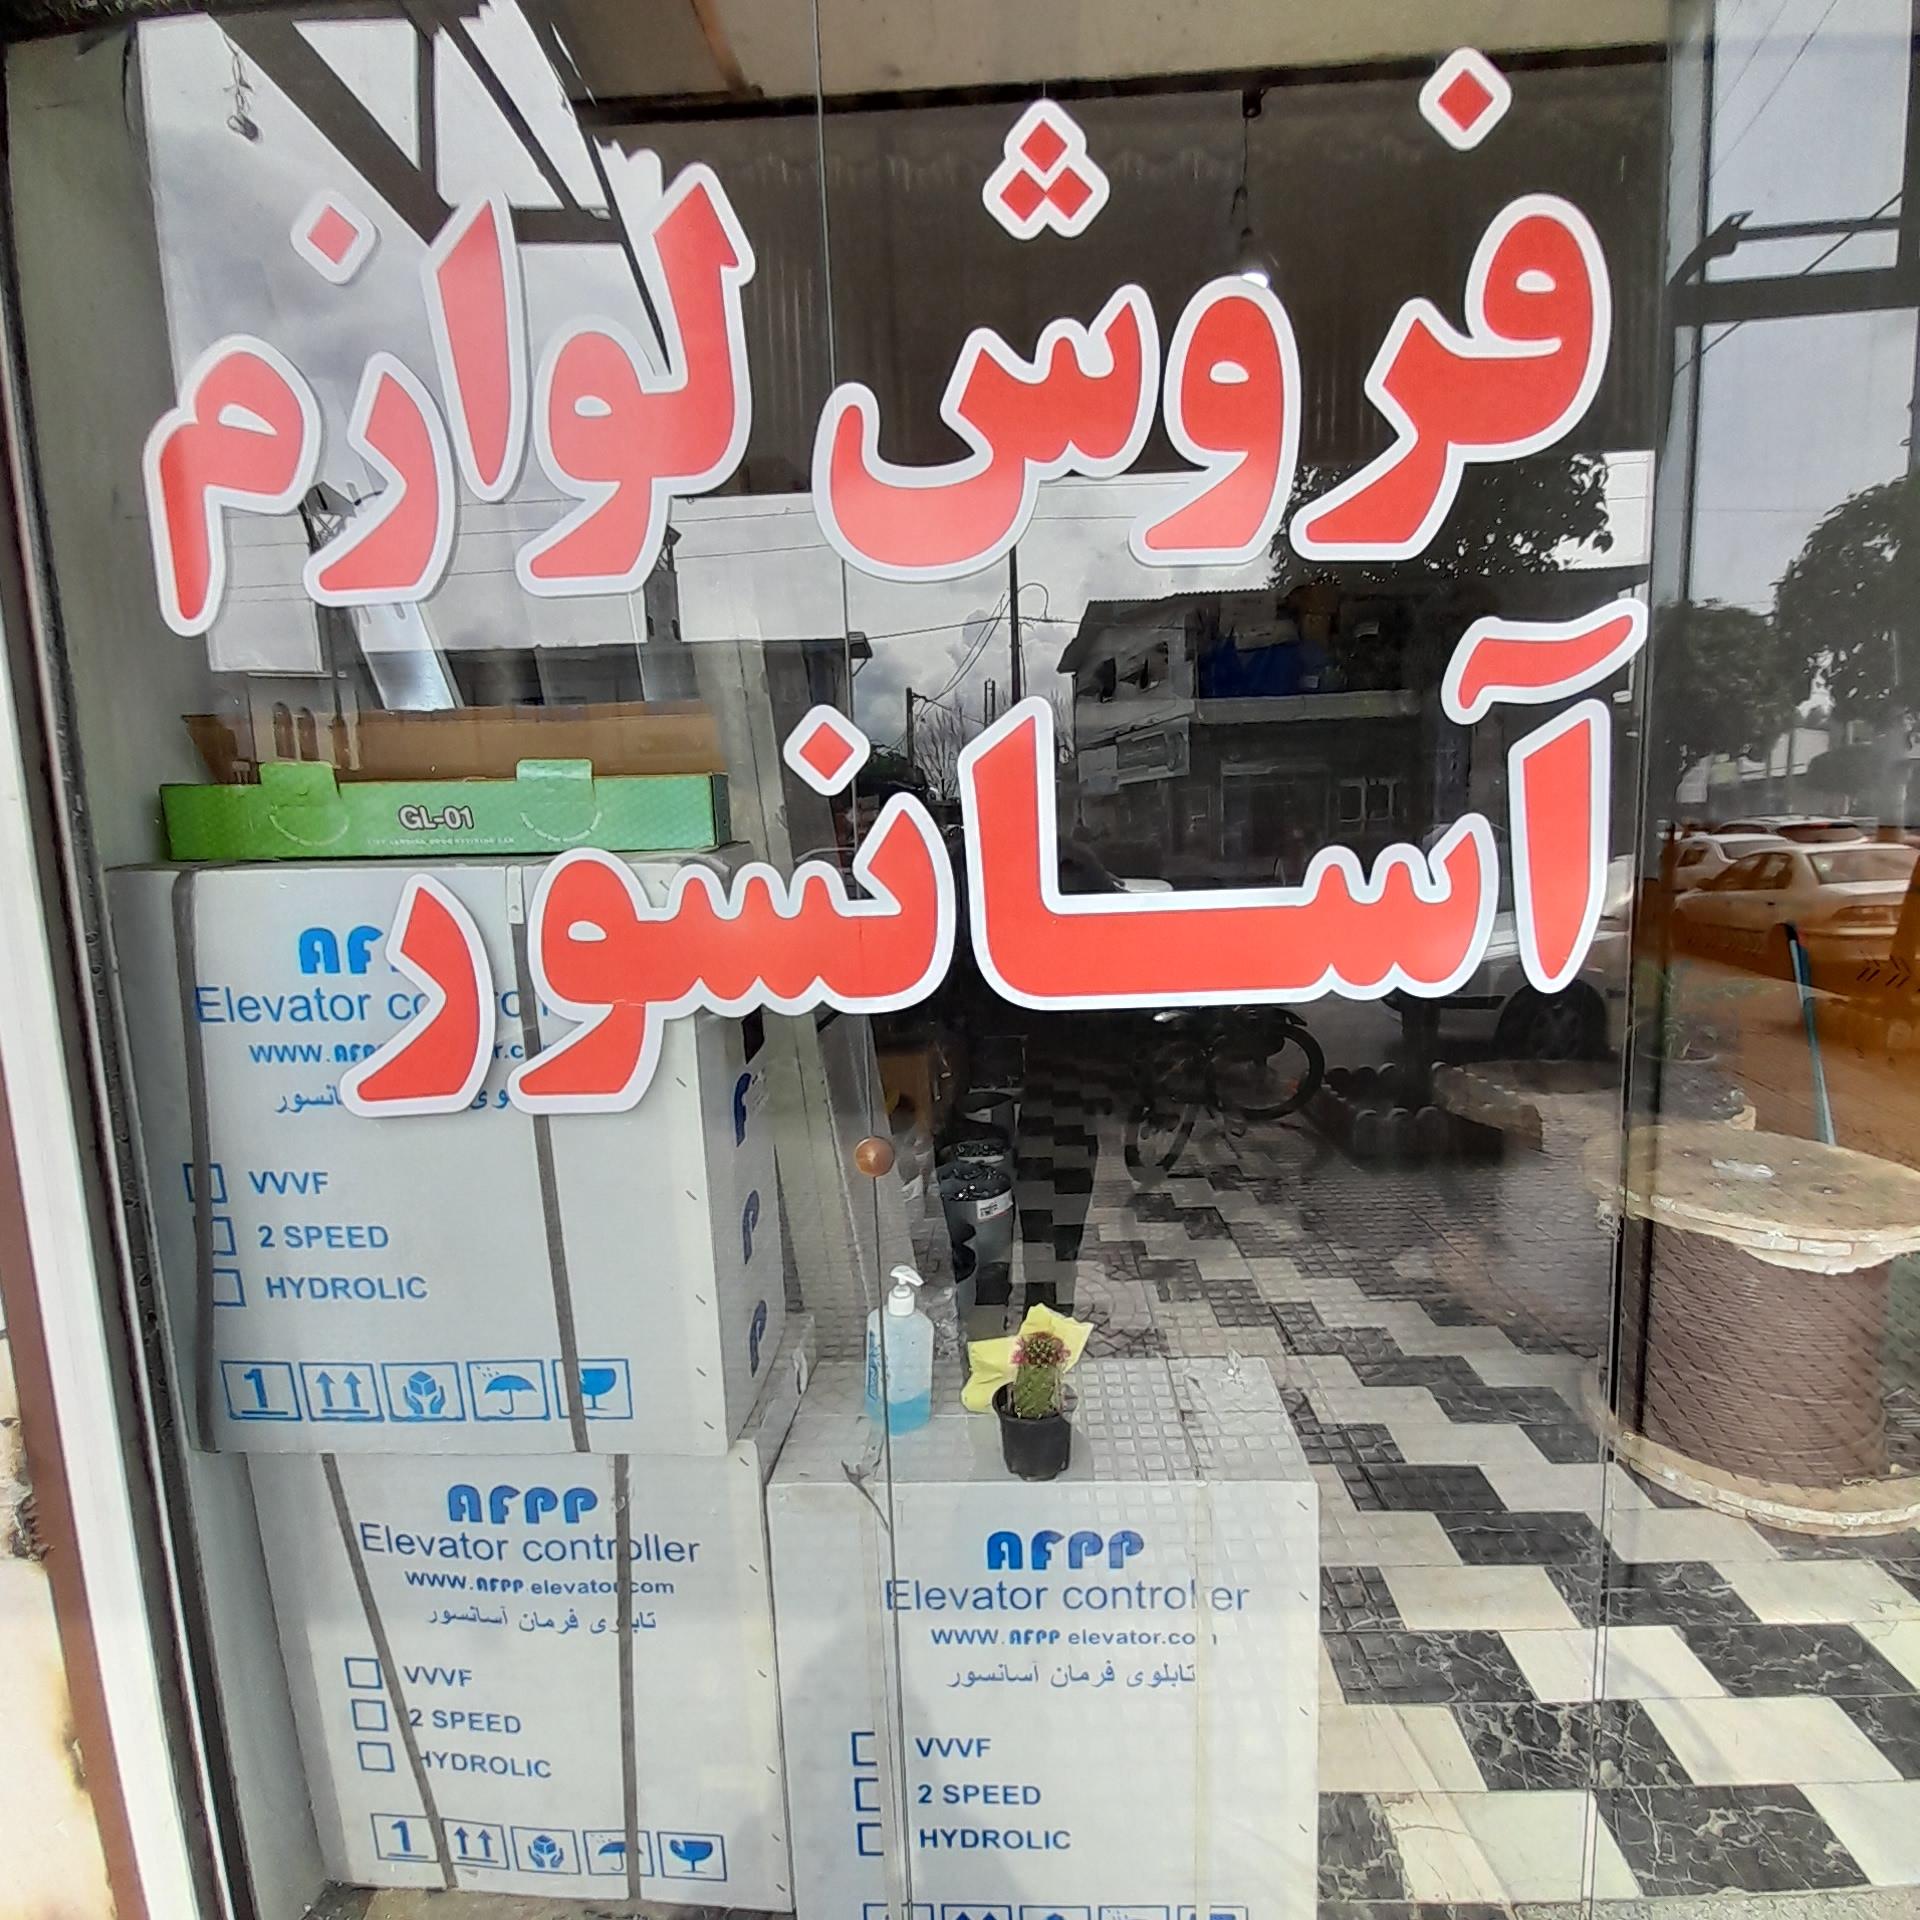 فروش لوازم
آسانسور
GL-01
Elevator
WWW.
VVVF
2 SPEED
HYDROLIC
1
AFPP
Elevator controller
WWW.AFPP elevator.com
تابلوی فرمان آسانسور
VVVF
2 SPEED
HYDROLIC
1
AFPP
Elevator controller
WWW.AFPP elevator.co
تابلوی فرمان آسانسور
VVVF
2 SPEED
HYDROLIC